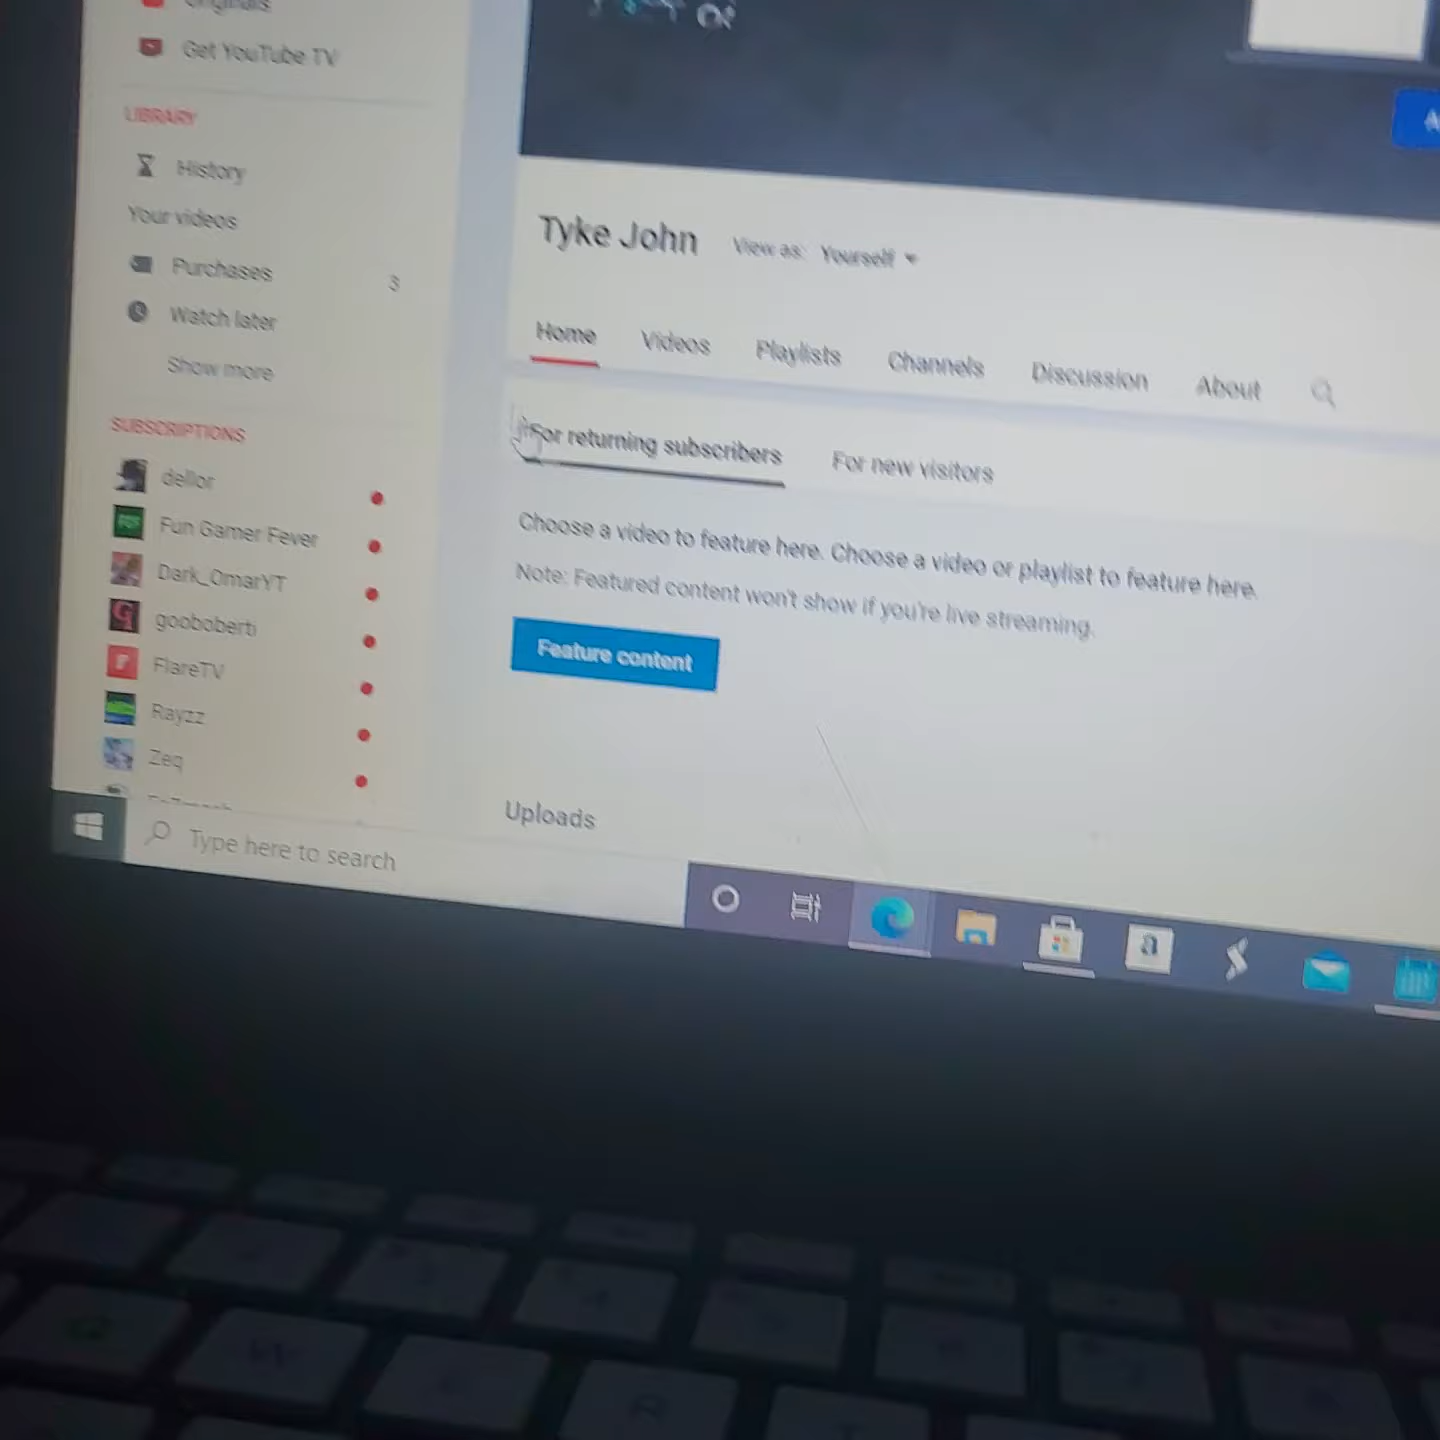 Originals
Get YouTube TV
LIBRARY
History
Your videos
Purchases 3
Watch later
Show more
SUBSCRIPTIONS
dellor
Fun Gamer Fever
Dark_OmarYT
gooboberti
FlareTV
Rayzz
Zeq
Tyke John View as: Yourself
Home Videos Playlists Channels Discussion About
For returning subscribers For new visitors
Choose a video to feature here. Choose a video or playlist to feature here.
Note: Featured content won't show if you're live streaming.
Feature content
Uploads
Type here to search
a